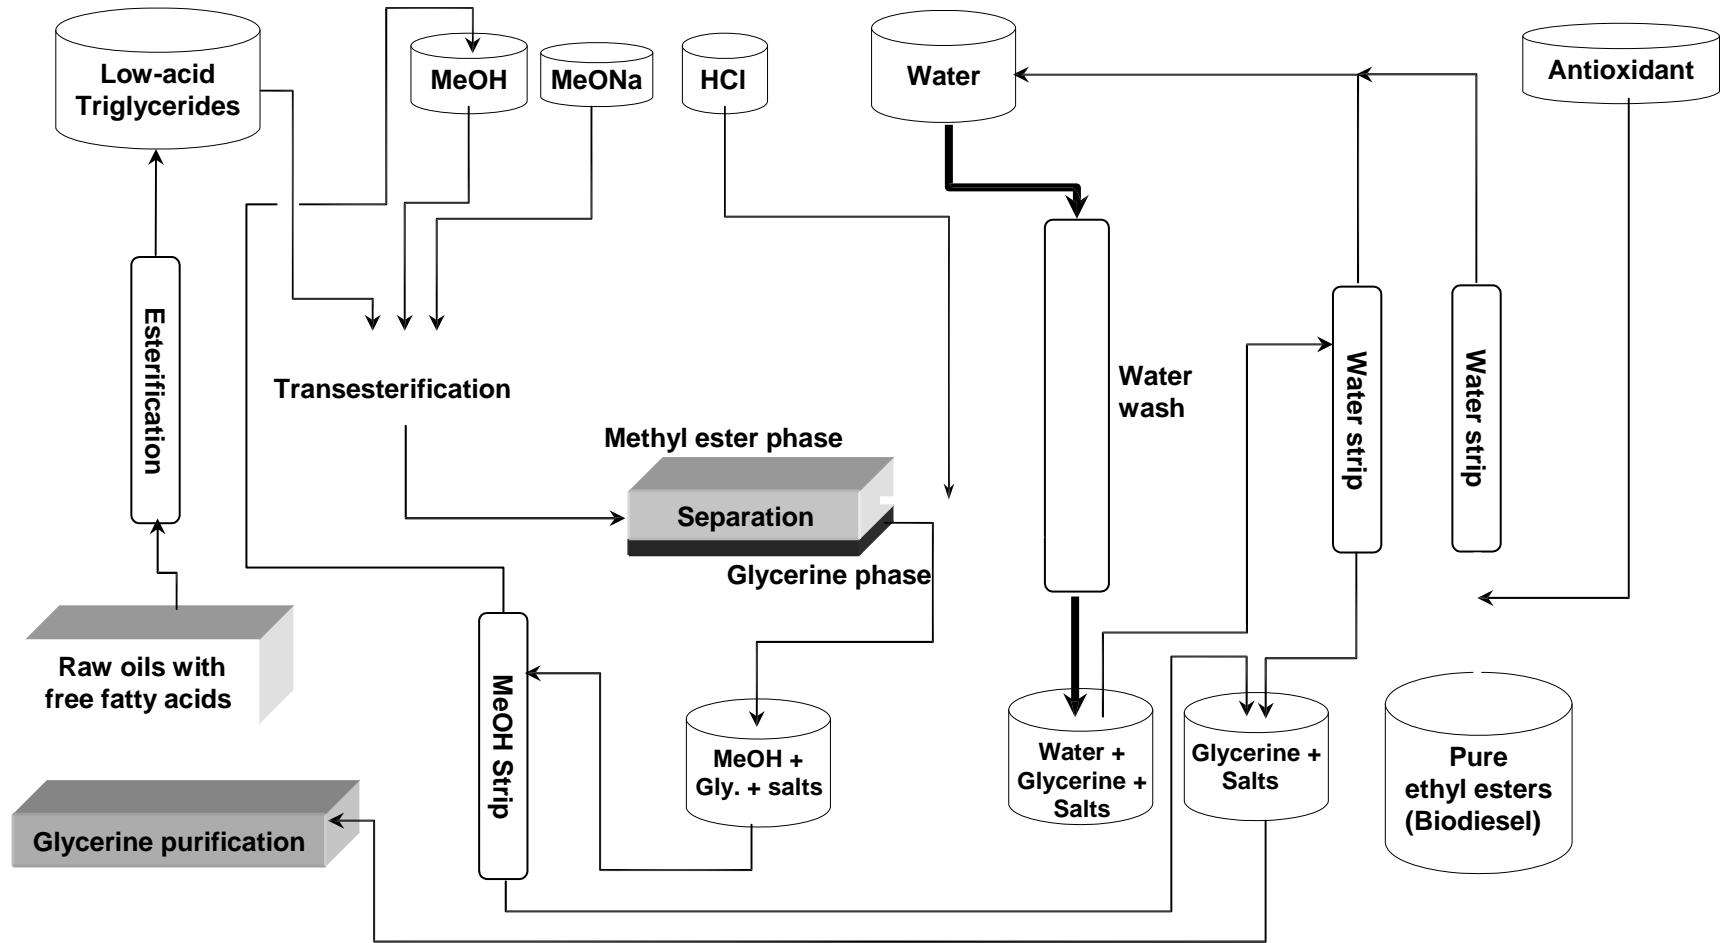 Low-acid
Triglycerides
MeOH
MeONa
HCl
Water
Antioxidant
Esterification
Transesterification
Water
wash
Water strip
Water strip
Methyl ester phase
Separation
Glycerine phase
Raw oils with
free fatty acids
MeOH Strip
MeOH +
Gly. + salts
Water +
Glycerine +
Salts
Glycerine +
Salts
Pure
ethyl esters
(Biodiesel)
Glycerine purification